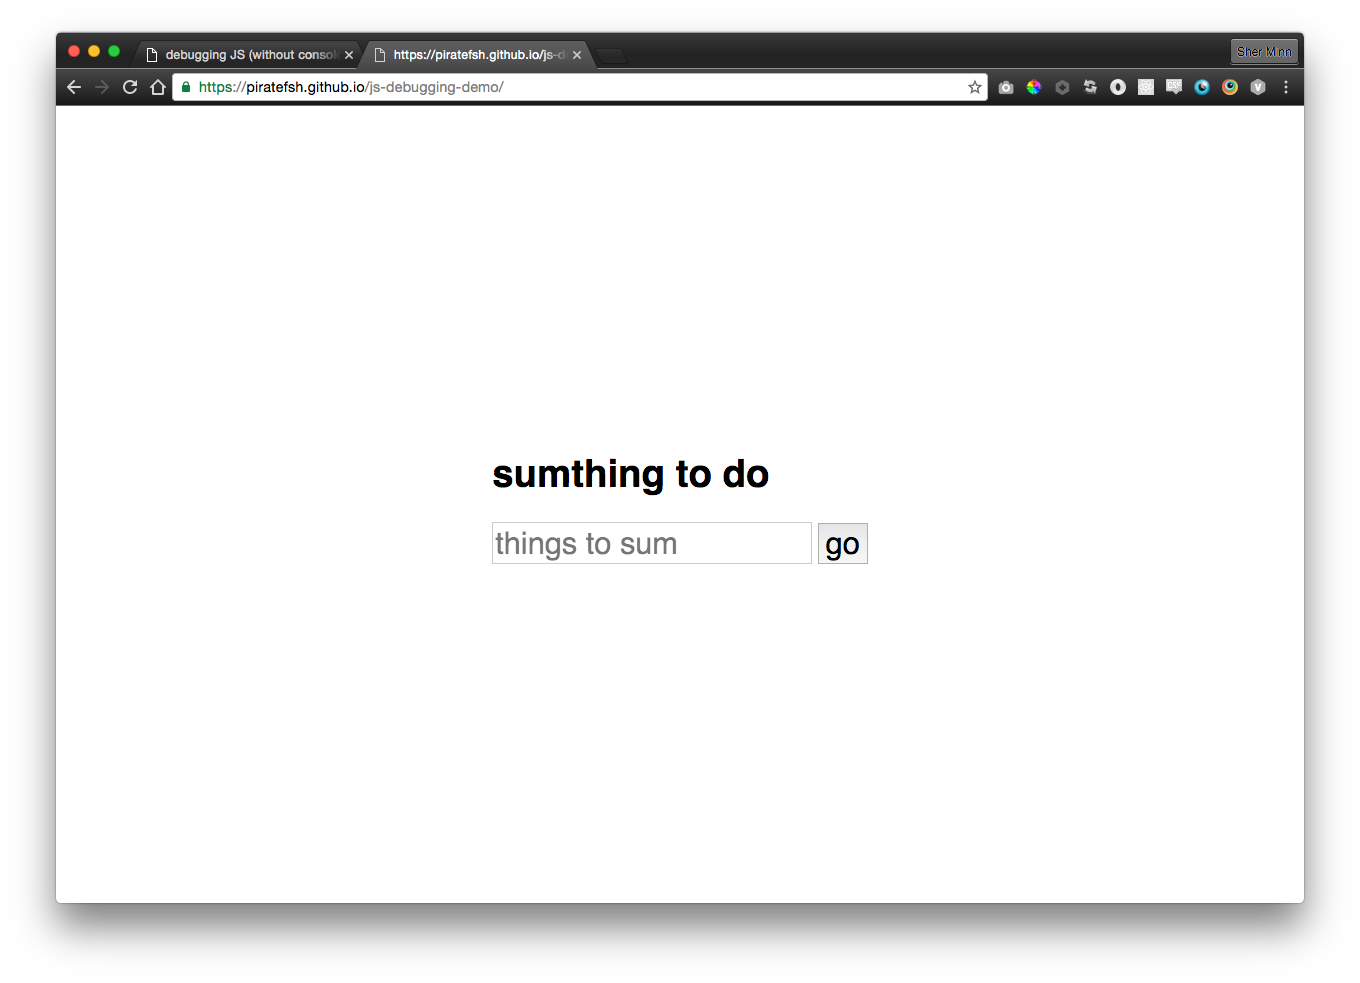 debugging JS (without consol
https://piratefsh.github.io/js-d
Sher Minn
https://piratefsh.github.io/js-debugging-demo/
sumthing to do
things to sum
go